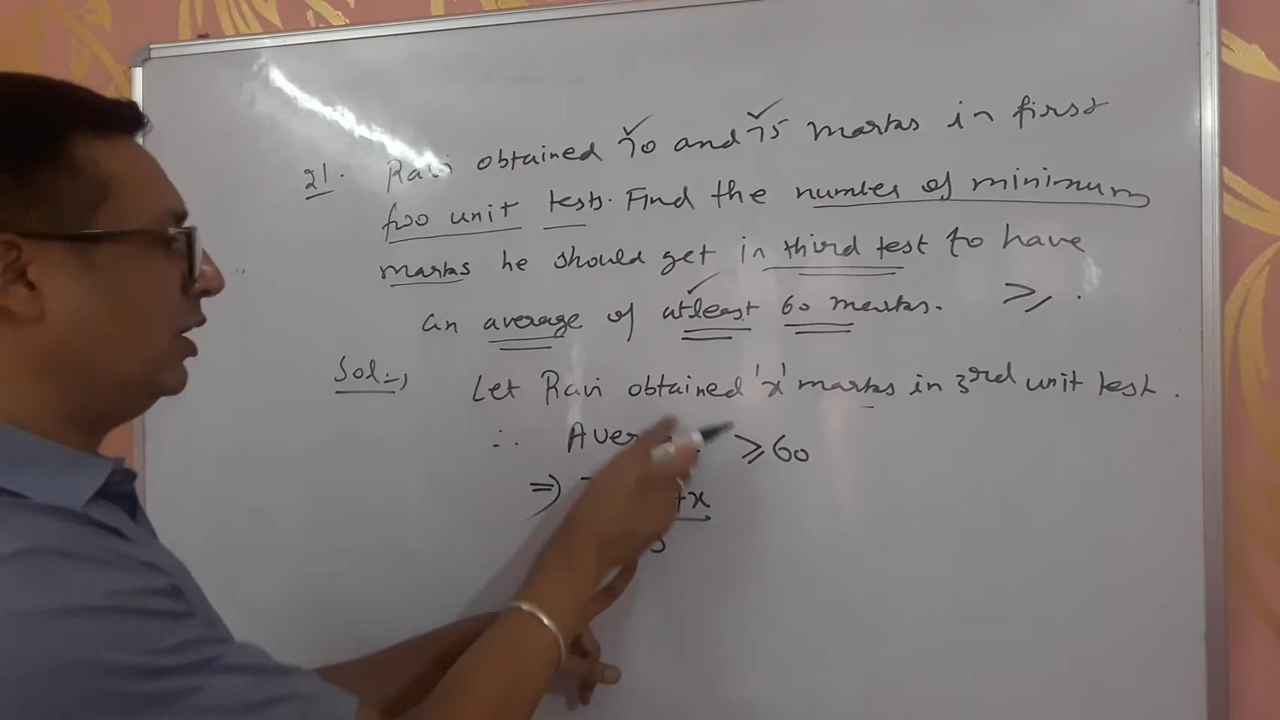 21. Ravi obtained 70 and 75 marks in first
two unit tests. Find the number of minimum
marks he should get in third test to have
an average of atleast 60 marks. ⩾.
Sol:-, Let Ravi obtained 'x' marks in 3rd unit test.
∴ ⩾ 60
⇒ +x